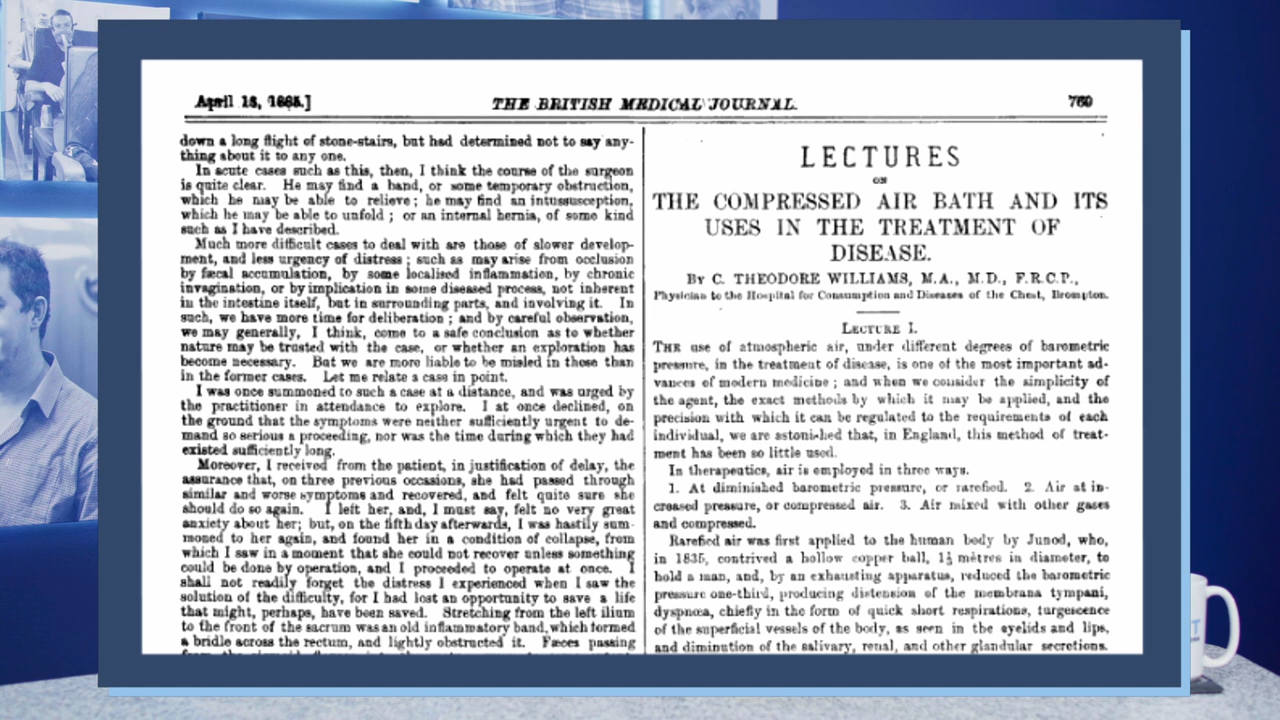 April 18, 1885.]
THE BRITISH MEDICAL JOURNAL.
769
down a long flight of stone-stairs, but had determined not to say any-
thing about it to any one.
In acute cases such as this, then, I think the course of the surgeon
is quite clear. He may find a band, or some temporary obstruction,
which he may be able to relieve; he may find an intussusception,
which he may be able to unfold; or an internal hernia, of some kind
such as I have described.
Much more difficult cases to deal with are those of slower develop-
ment, and less urgency of distress; such as may arise from occlusion
by fæcal accumulation, by some localised inflammation, by chronic
invagination, or by implication in some diseased process, not inherent
in the intestine itself, but in surrounding parts, and involving it. In
such, we have more time for deliberation; and by careful observation,
we may generally, I think, come to a safe conclusion as to whether
nature may be trusted with the case, or whether an exploration has
become necessary. But we are more liable to be misled in these than
in the former cases. Let me relate a case in point.
I was once summoned to such a case at a distance, and was urged by
the practitioner in attendance to explore. I at once declined, on
the ground that the symptoms were neither sufficiently urgent to de-
mand so serious a proceeding, nor was the time during which they had
existed sufficiently long.
Moreover, I received from the patient, in justification of delay, the
assurance that, on three previous occasions, she had passed through
similar and worse symptoms and recovered, and felt quite sure she
should do so again. I left her, and, I must say, felt no very great
anxiety about her; but, on the fifth day afterwards, I was hastily sum-
moned to her again, and found her in a condition of collapse, from
which I saw in a moment that she could not recover unless something
could be done by operation, and I proceeded to operate at once. I
shall not readily forget the distress I experienced when I saw the
solution of the difficulty, for I had lost an opportunity to save a life
that might, perhaps, have been saved. Stretching from the left ilium
to the front of the sacrum was an old inflammatory band, which formed
a bridle across the rectum, and lightly obstructed it. Fæces passing
LECTURES
ON
THE COMPRESSED AIR BATH AND ITS
USES IN THE TREATMENT OF
DISEASE.
BY C. THEODORE WILLIAMS, M.A., M.D., F.R.C.P.,
Physician to the Hospital for Consumption and Diseases of the Chest, Brompton.
LECTURE I.
THE use of atmospheric air, under different degrees of barometric
pressure, in the treatment of disease, is one of the most important ad-
vances of modern medicine; and when we consider the simplicity of
the agent, the exact methods by which it may be applied, and the
precision with which it can be regulated to the requirements of each
individual, we are astonished that, in England, this method of treat-
ment has been so little used.
In therapeutics, air is employed in three ways.
1. At diminished barometric pressure, or rarefied. 2. Air at in-
creased pressure, or compressed air. 3. Air mixed with other gases
and compressed.
Rarefied air was first applied to the human body by Junod, who,
in 1835, contrived a hollow copper ball, 1½ mètres in diameter, to
hold a man, and, by an exhausting apparatus, reduced the barometric
pressure one-third, producing distension of the membrana tympani,
dyspnœa, chiefly in the form of quick short respirations, turgescence
of the superficial vessels of the body, as seen in the eyelids and lips,
and diminution of the salivary, renal, and other glandular secretions.